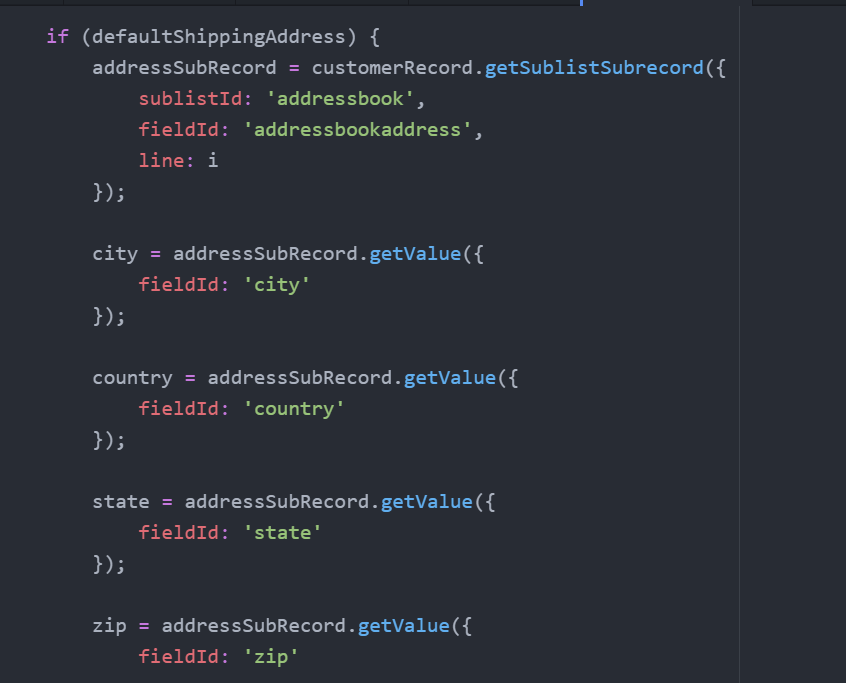 if (defaultShippingAddress) {
addressSubRecord = customerRecord.getSublistSubrecord({
sublistId: 'addressbook',
fieldId: 'addressbookaddress',
line: i
});
city = addressSubRecord.getValue({
fieldId: 'city'
});
country = addressSubRecord.getValue({
fieldId: 'country'
});
state = addressSubRecord.getValue({
fieldId: 'state'
});
zip = addressSubRecord.getValue({
fieldId: 'zip'